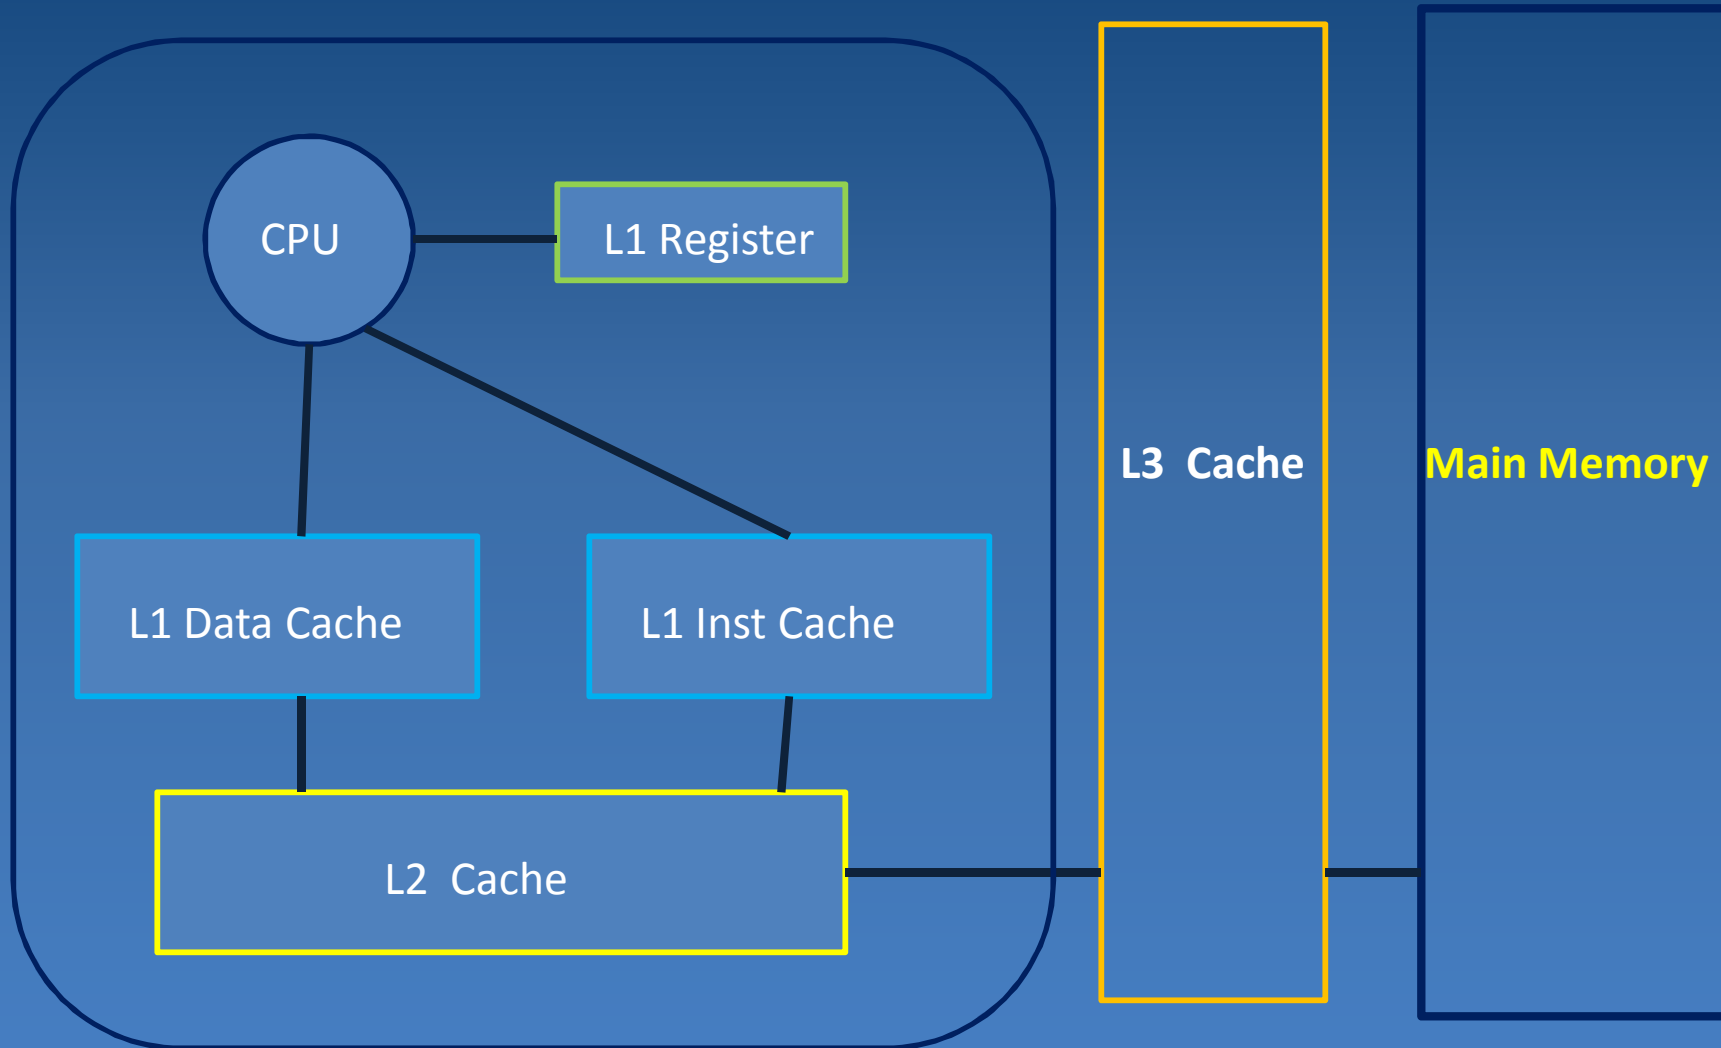 CPU
L1 Register
L3  Cache
Main Memory
L1 Data Cache
L1 Inst Cache
L2  Cache